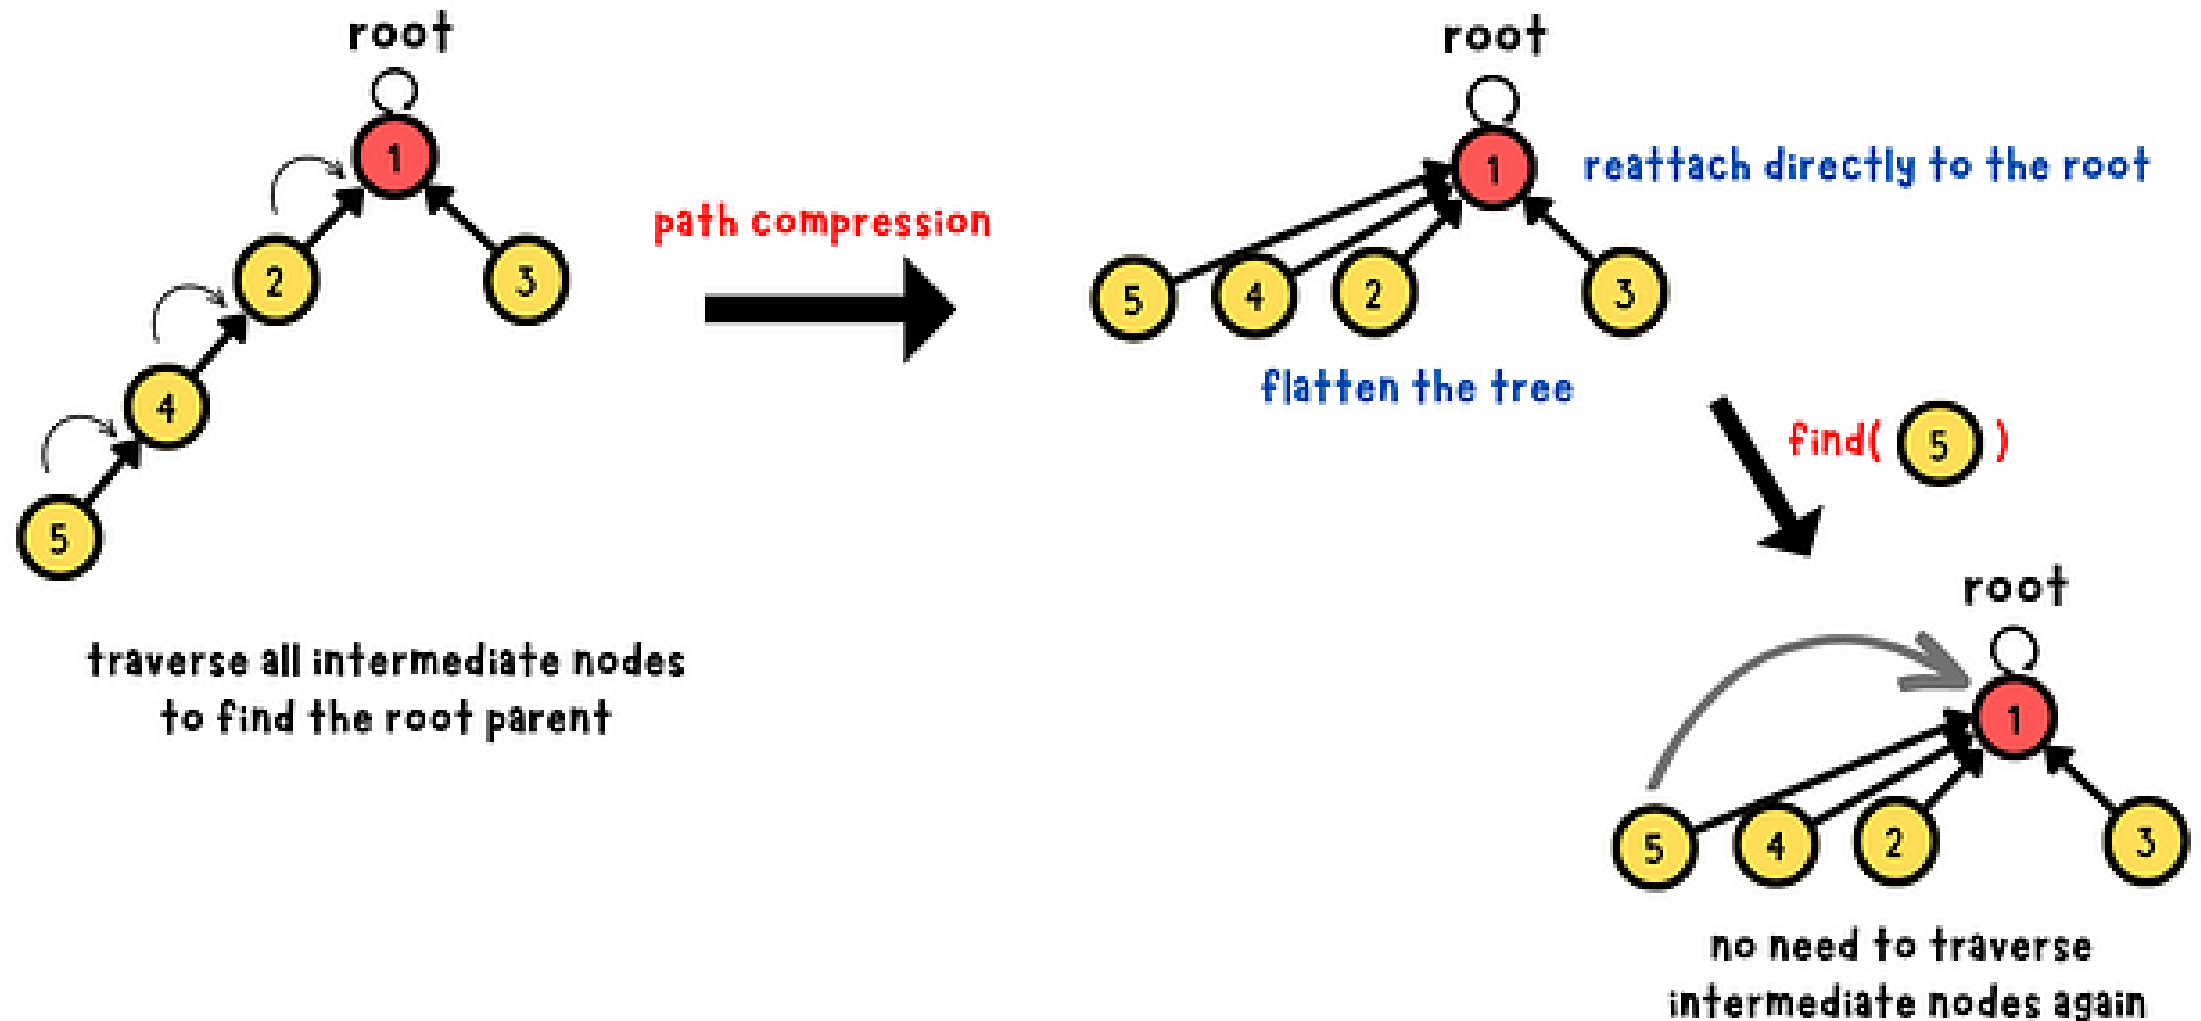 root
1
2
3
4
5
traverse all intermediate nodes
to find the root parent
path compression
root
1
reattach directly to the root
5 4 2 3
flatten the tree
find( 5 )
root
1
5 4 2 3
no need to traverse
intermediate nodes again